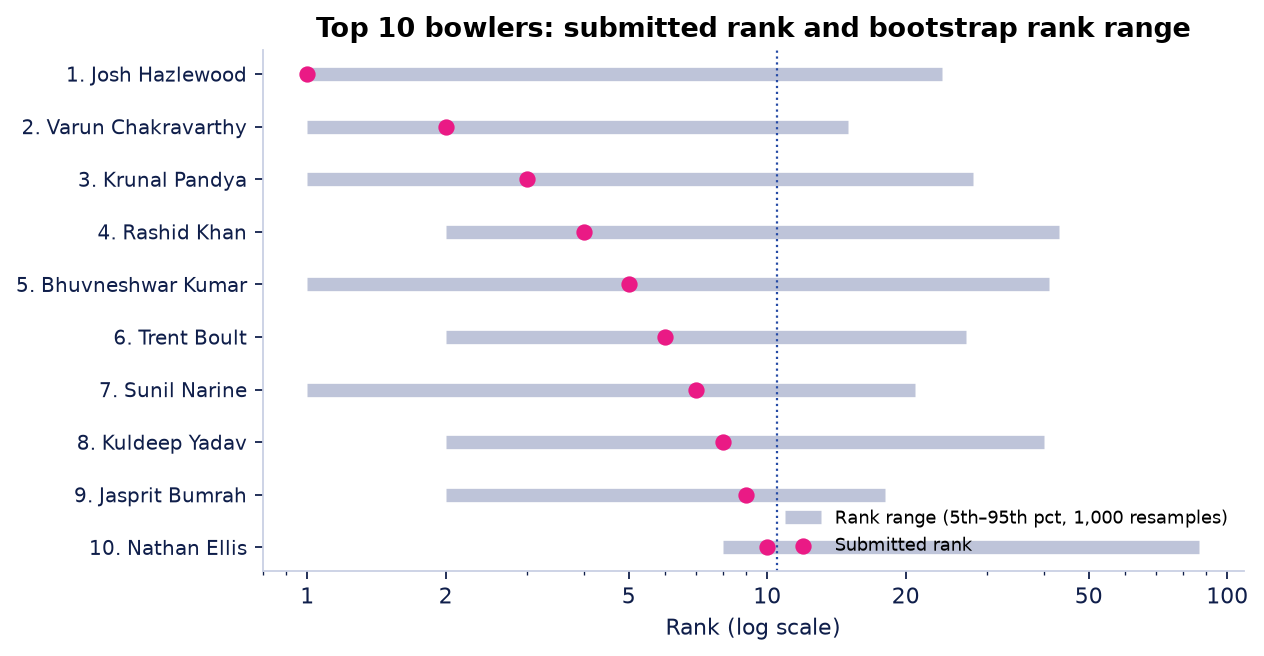 Top 10 bowlers: submitted rank and bootstrap rank range
1. Josh Hazlewood
2. Varun Chakravarthy
3. Krunal Pandya
4. Rashid Khan
5. Bhuvneshwar Kumar
6. Trent Boult
7. Sunil Narine
8. Kuldeep Yadav
9. Jasprit Bumrah
Rank range (5th–95th pct, 1,000 resamples)
10. Nathan Ellis
Submitted rank
1 2 5 10 20 50 100
Rank (log scale)